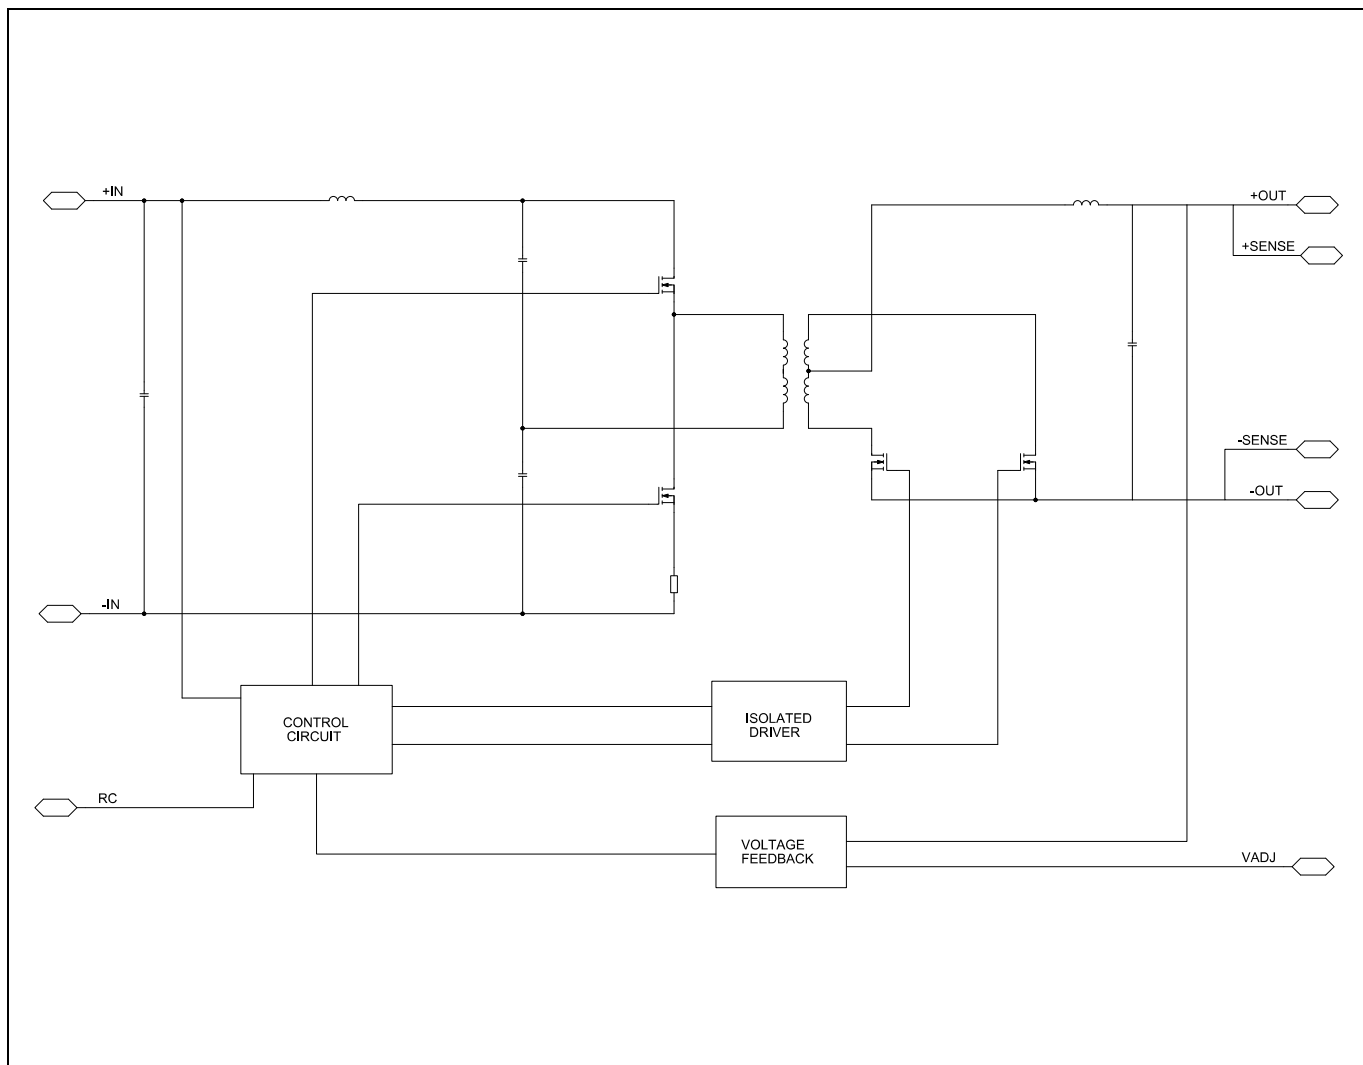 +IN
+OUT
+SENSE
-SENSE
-OUT
-IN
CONTROL
CIRCUIT
ISOLATED
DRIVER
RC
VOLTAGE
FEEDBACK
VADJ